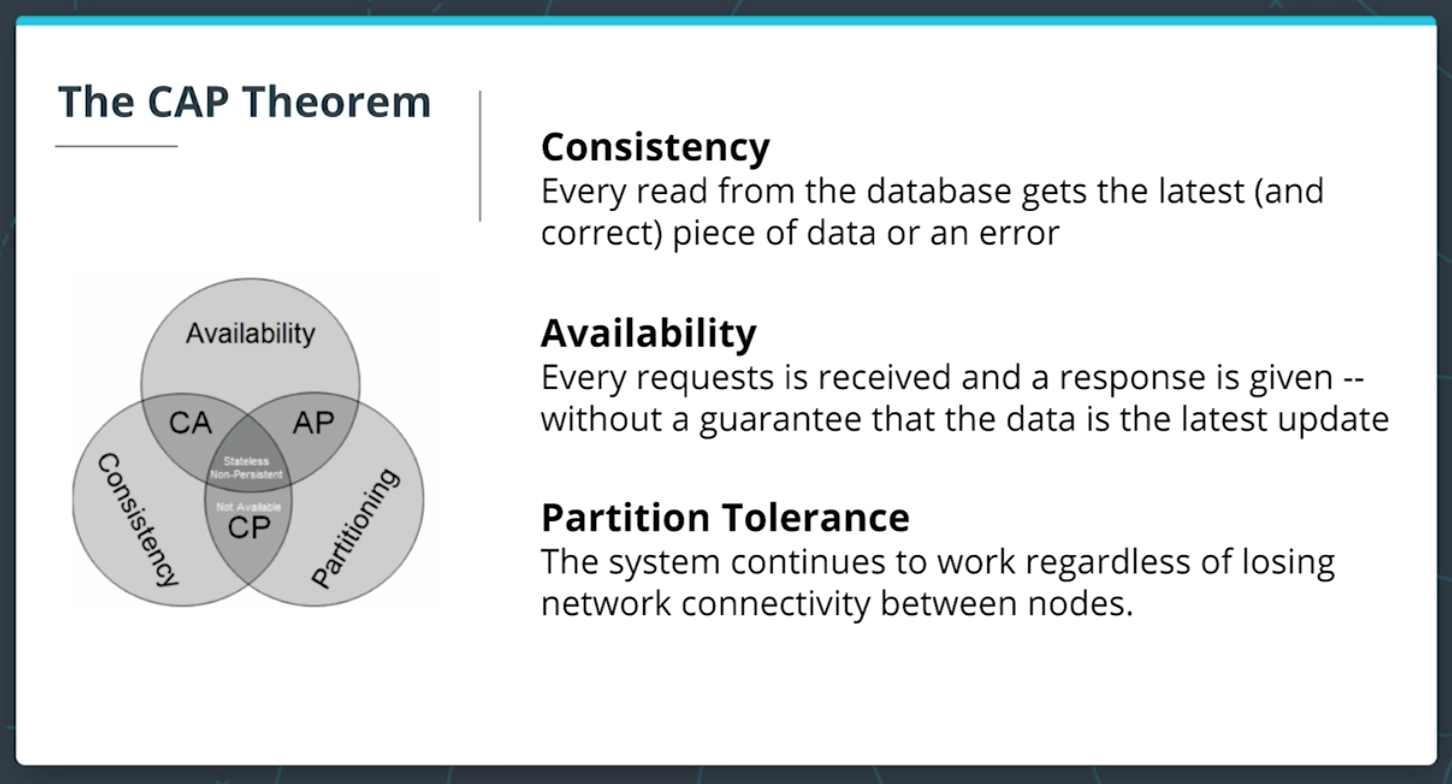 The CAP Theorem
Consistency
Every read from the database gets the latest (and
correct) piece of data or an error
Availability
Every requests is received and a response is given --
without a guarantee that the data is the latest update
Partition Tolerance
The system continues to work regardless of losing
network connectivity between nodes.
Availability
CA
AP
Stateless
Non-Persistent
Not Available
CP
Consistency
Partitioning